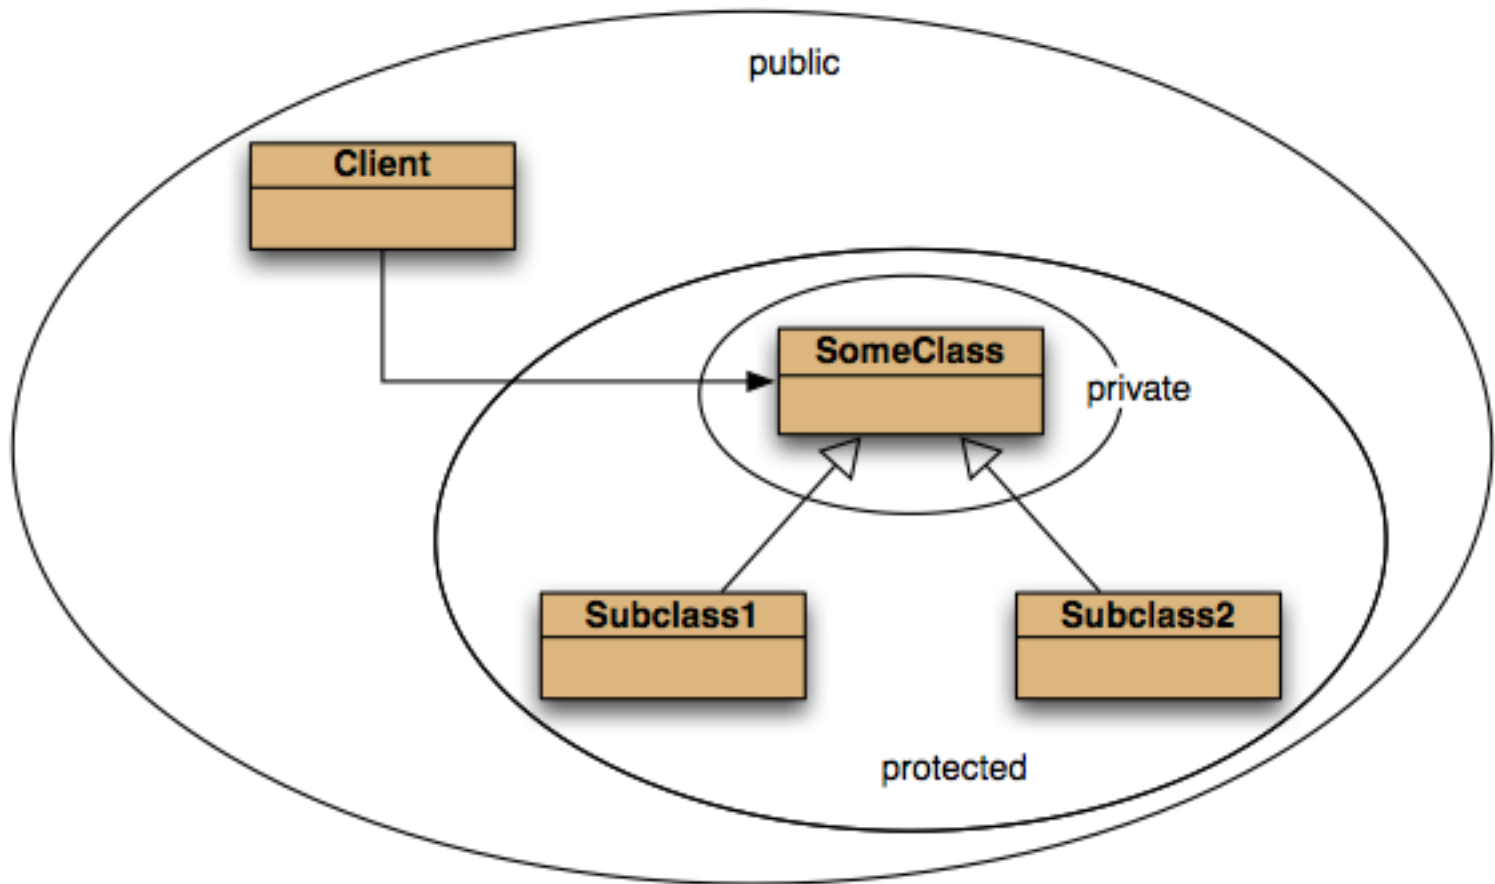 public
Client
SomeClass
private
Subclass1
Subclass2
protected